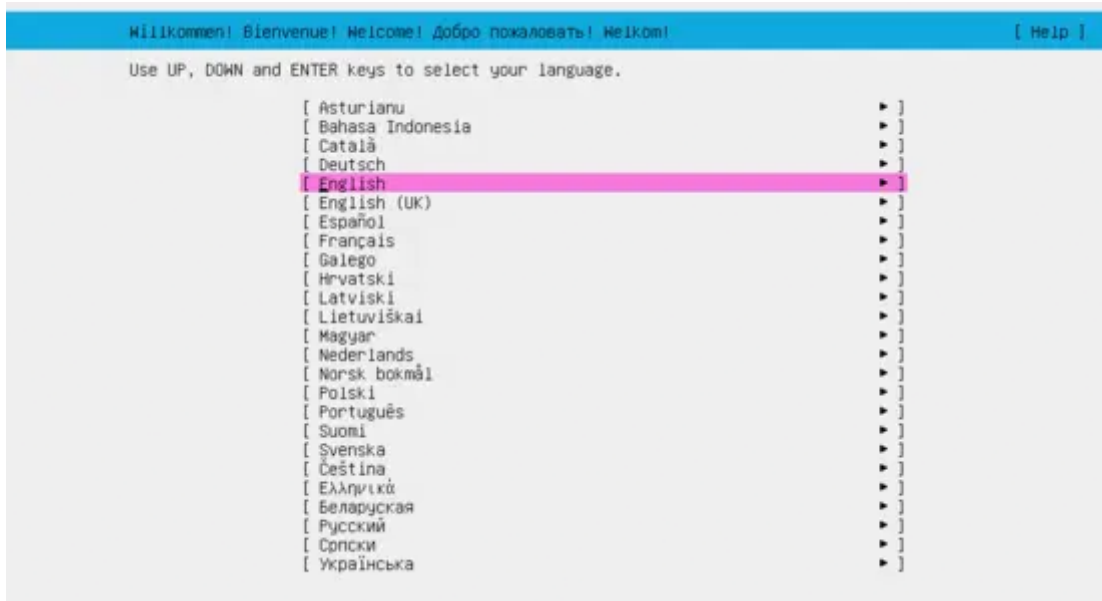 Willkommen! Bienvenue! Welcome! Добро пожаловать! Welkom! [ Help ]
Use UP, DOWN and ENTER keys to select your language.
[ Asturianu ► ]
[ Bahasa Indonesia ► ]
[ Català ► ]
[ Deutsch ► ]
[ English ► ]
[ English (UK) ► ]
[ Español ► ]
[ Français ► ]
[ Galego ► ]
[ Hrvatski ► ]
[ Latviski ► ]
[ Lietuviškai ► ]
[ Magyar ► ]
[ Nederlands ► ]
[ Norsk bokmål ► ]
[ Polski ► ]
[ Português ► ]
[ Suomi ► ]
[ Svenska ► ]
[ Čeština ► ]
[ Ελληνικά ► ]
[ Беларуская ► ]
[ Русский ► ]
[ Српски ► ]
[ Українська ► ]